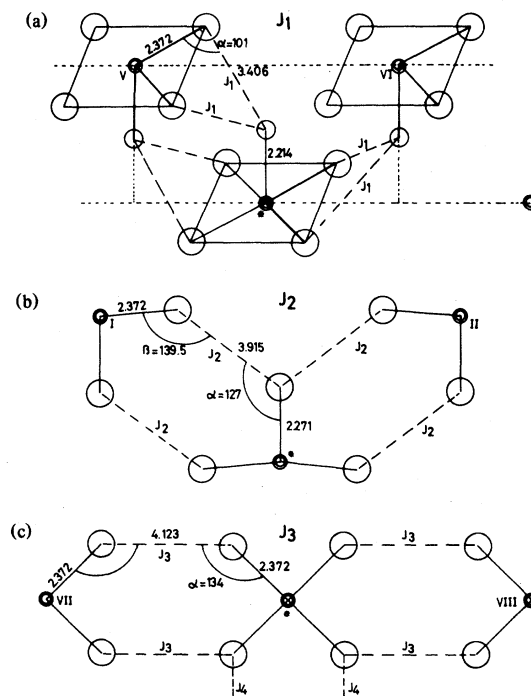 (a) J₁
2.372 α=101
V 3.406 VI
J₁
J₁ J₁
2.214
J₁
*
(b) J₂
2.372
I II
β=139.5 J₂ 3.915 J₂
α=127
J₂ 2.271 J₂
*
(c) J₃
4.123
J₃ J₃
2.372 α=134 2.372
VII VIII
*
J₃ J₃
J₄ J₄